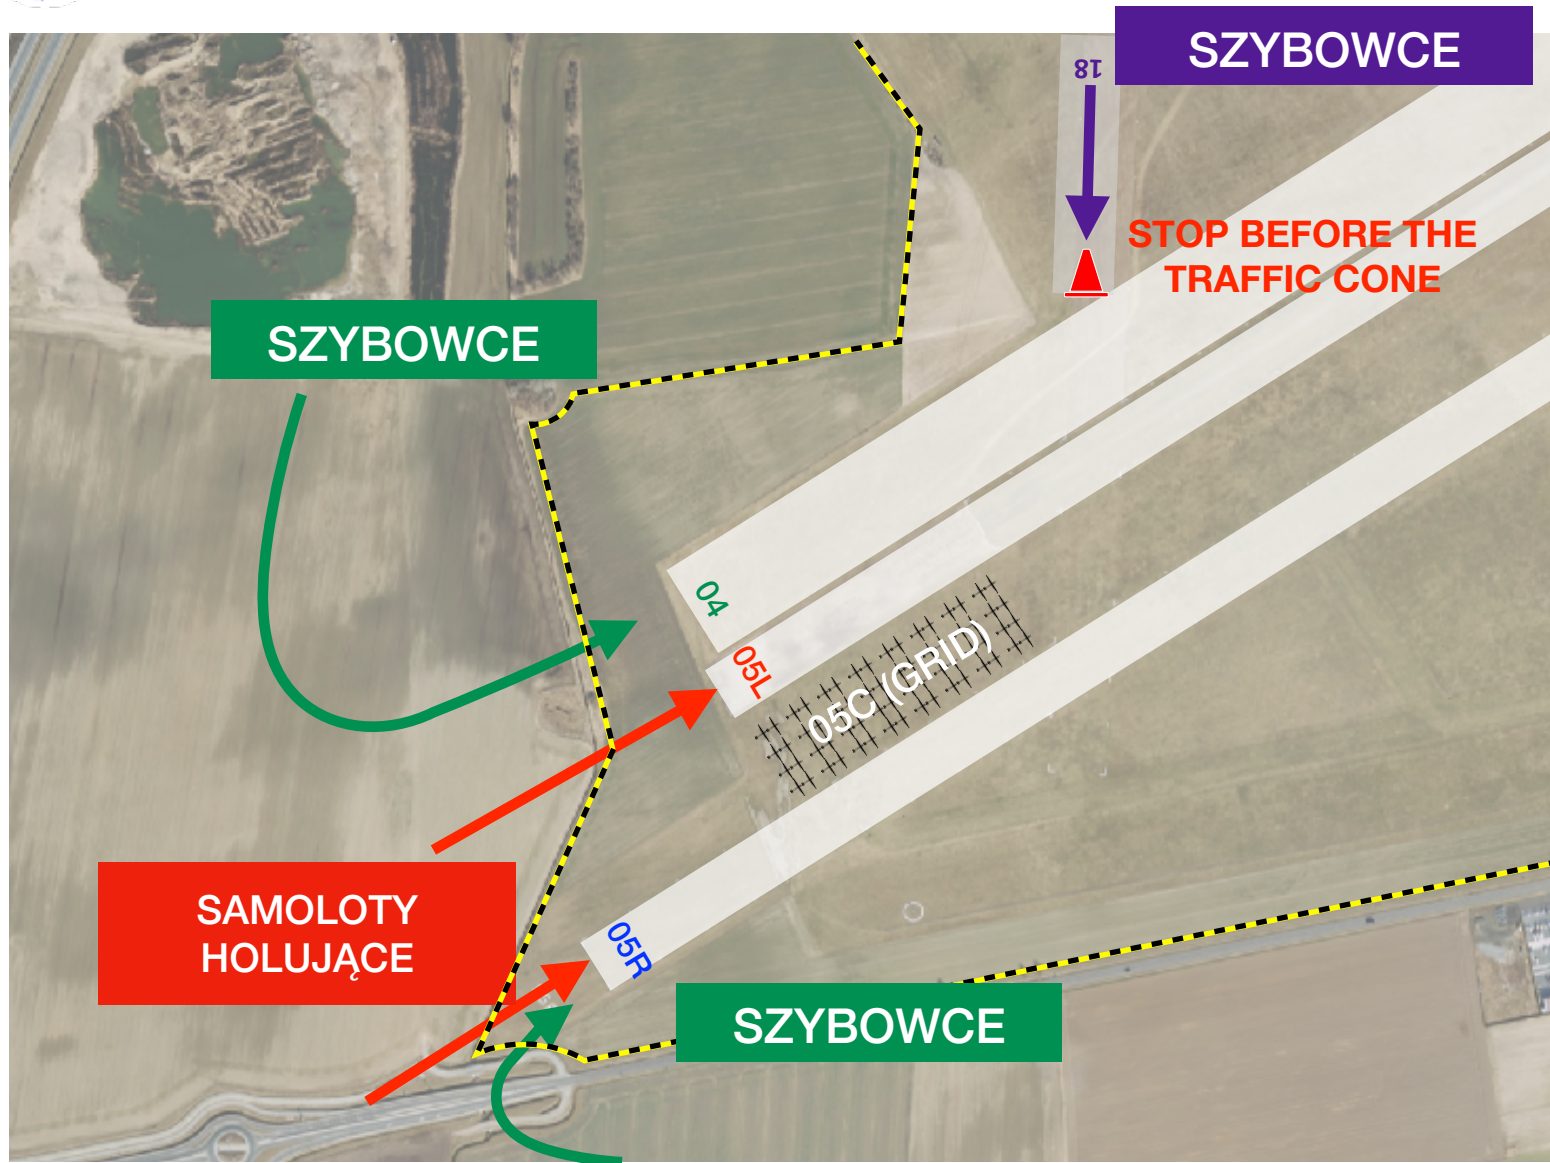 SZYBOWCE
18
STOP BEFORE THE
TRAFFIC CONE
SZYBOWCE
04
05L
05C (GRID)
SAMOLOTY
HOLUJĄCE
05R
SZYBOWCE